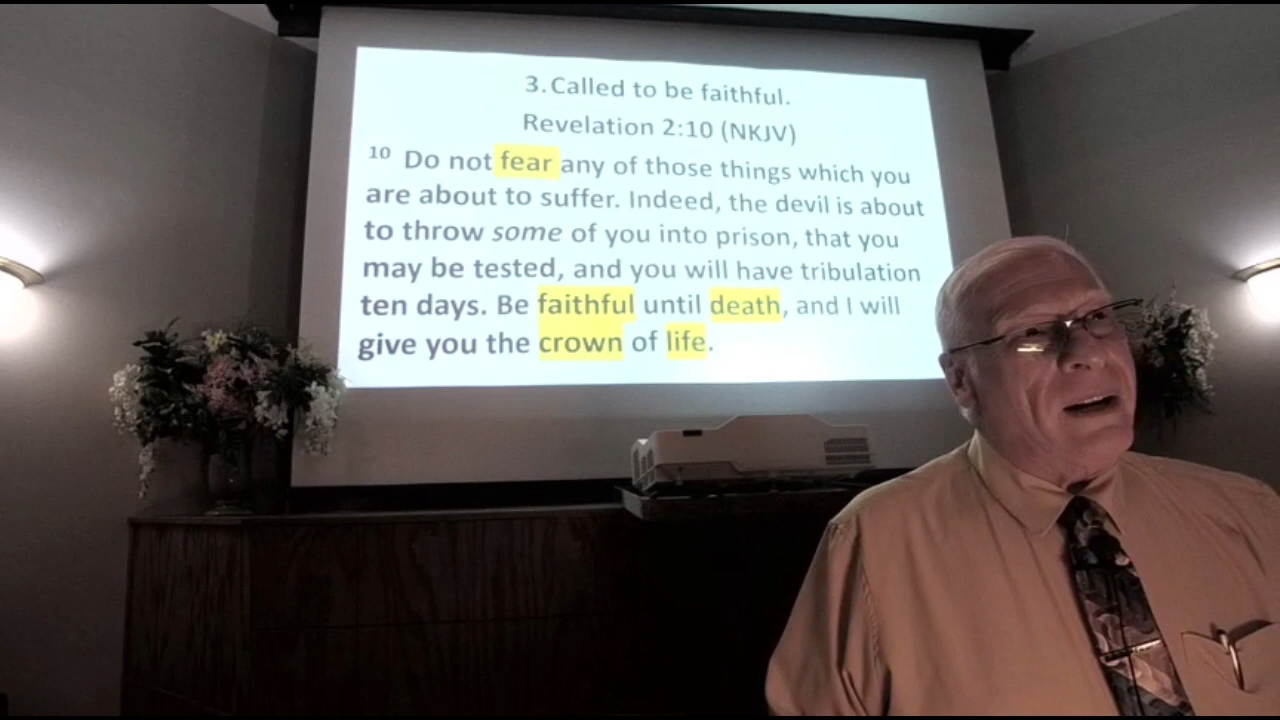 3. Called to be faithful.
Revelation 2:10 (NKJV)
10 Do not fear any of those things which you
are about to suffer. Indeed, the devil is about
to throw some of you into prison, that you
may be tested, and you will have tribulation
ten days. Be faithful until death, and I will
give you the crown of life.